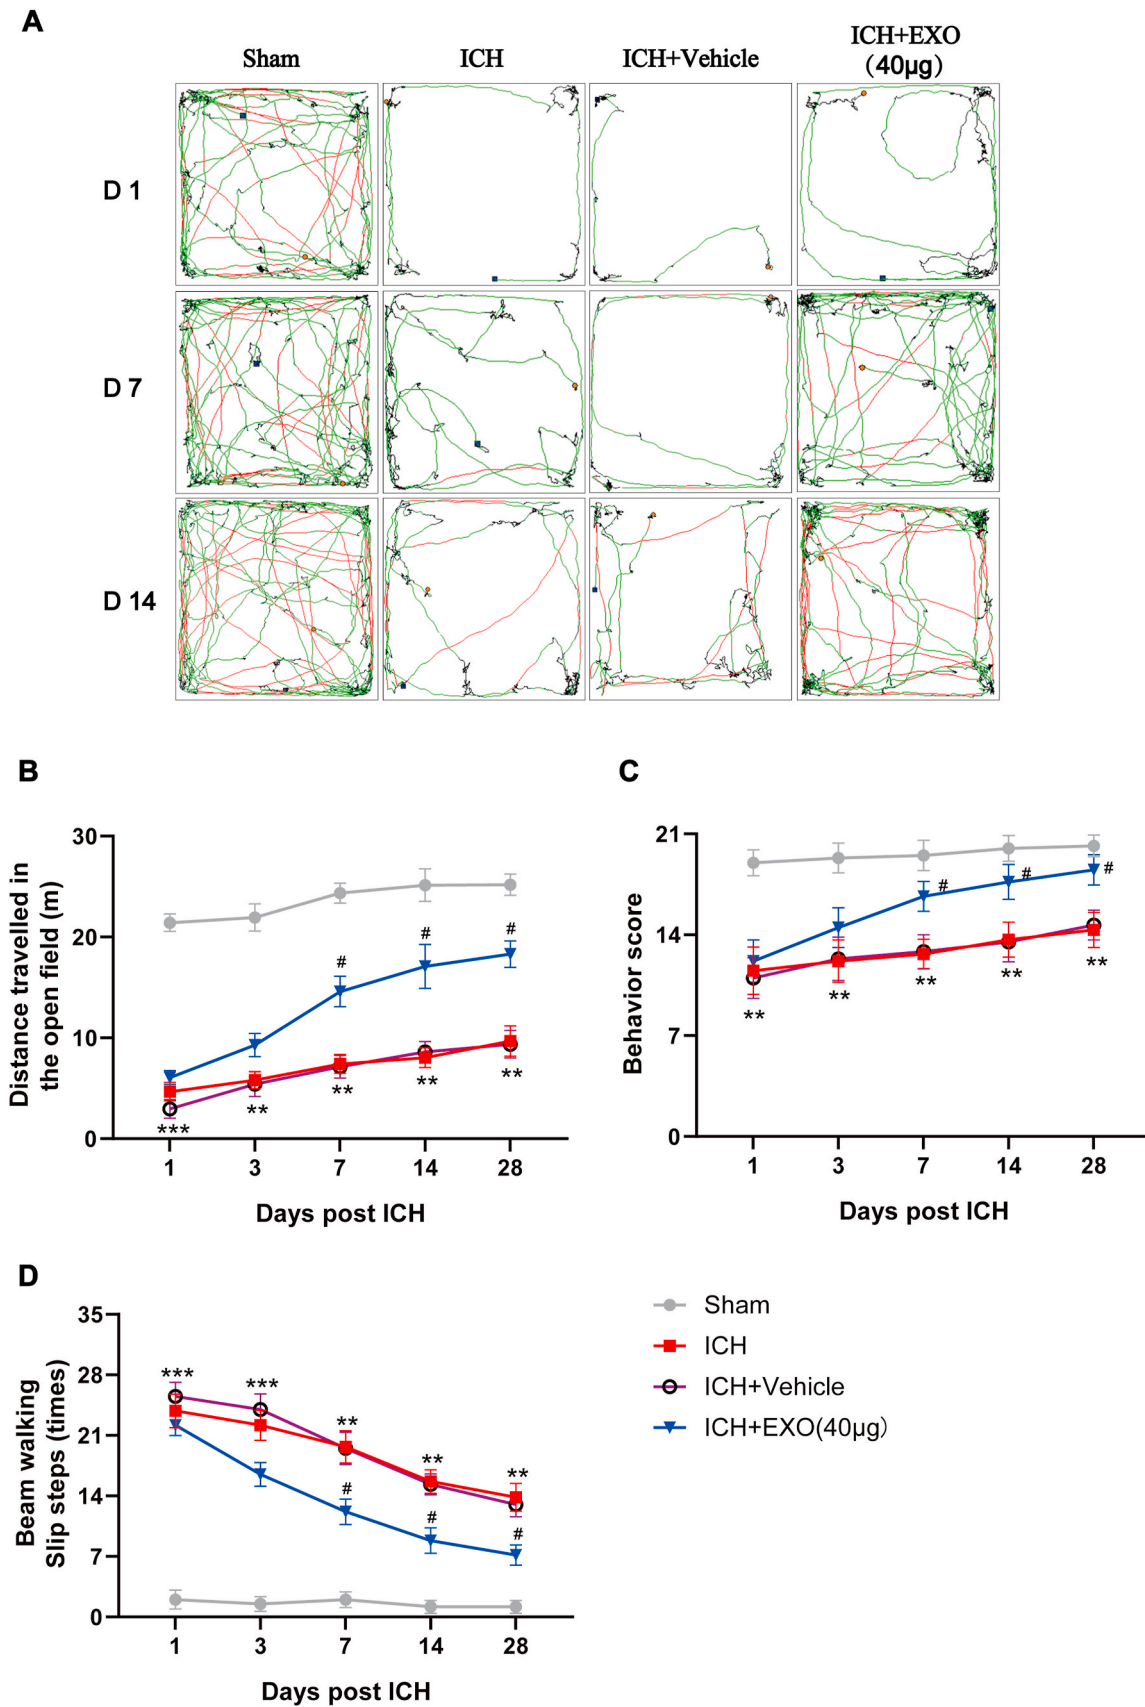 A
Sham
ICH
ICH+Vehicle
ICH+EXO
(40μg)
D 1
D 7
D 14
B
Distance travelled in
the open field (m)
30
20
10
0
#
#
#
***
**
**
**
**
1
3
7
14
28
Days post ICH
C
Behavior score
21
14
7
0
#
#
#
**
**
**
**
**
1
3
7
14
28
Days post ICH
D
Beam walking
Slip steps (times)
35
28
21
14
7
0
***
***
**
**
**
#
#
#
1
3
7
14
28
Days post ICH
Sham
ICH
ICH+Vehicle
ICH+EXO(40μg)